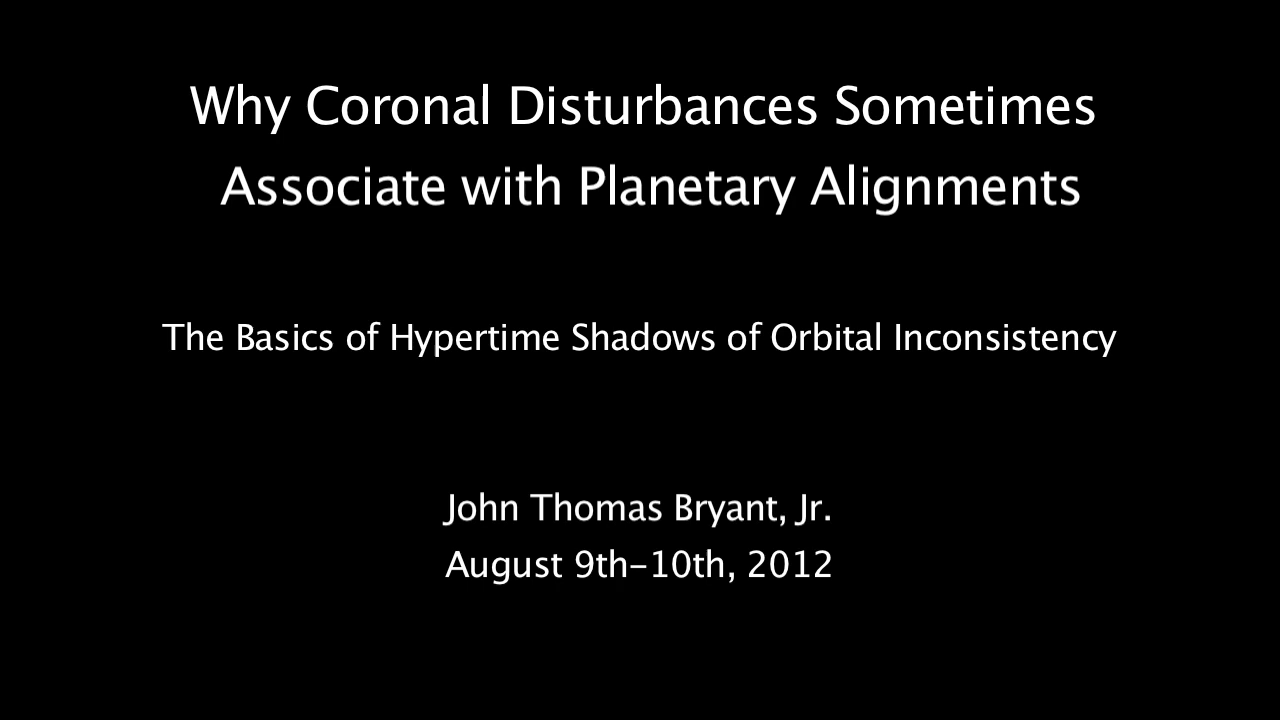 Why Coronal Disturbances Sometimes
Associate with Planetary Alignments
The Basics of Hypertime Shadows of Orbital Inconsistency
John Thomas Bryant, Jr.
August 9th-10th, 2012